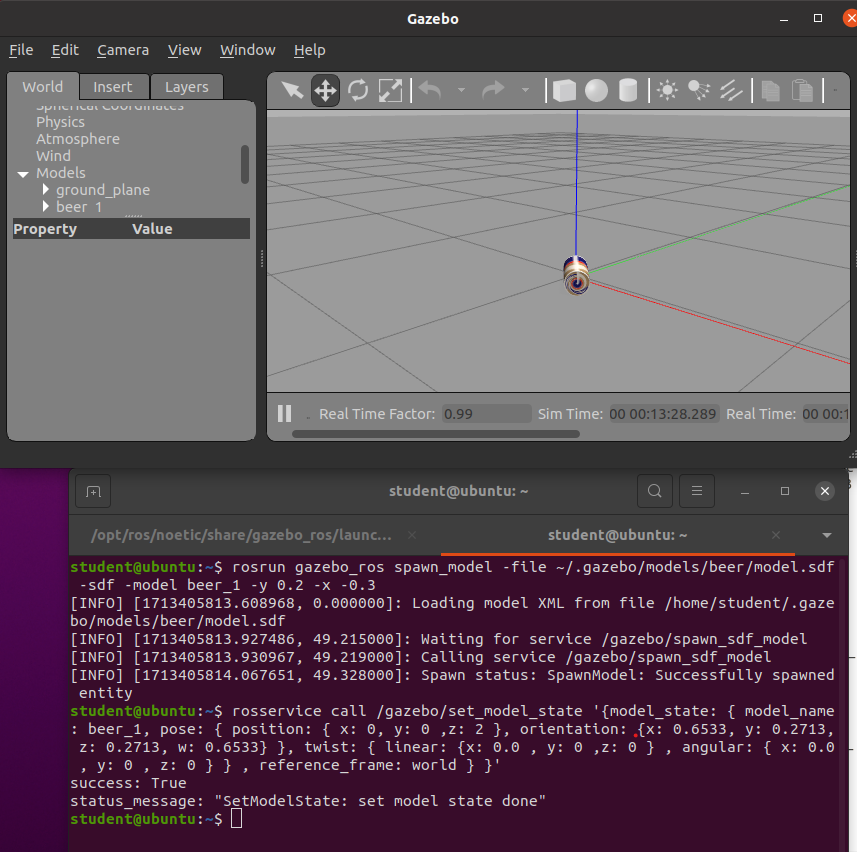 Gazebo
File Edit Camera View Window Help
World Insert Layers
Spherical Coordinates
Physics
Atmosphere
Wind
Models
ground_plane
beer_1
Property Value
Real Time Factor: 0.99 Sim Time: 00 00:13:28.289 Real Time: 00 00:1
student@ubuntu: ~
/opt/ros/noetic/share/gazebo_ros/launc... student@ubuntu: ~
student@ubuntu:~$ rosrun gazebo_ros spawn_model -file ~/.gazebo/models/beer/model.sdf
-sdf -model beer_1 -y 0.2 -x -0.3
[INFO] [1713405813.608968, 0.000000]: Loading model XML from file /home/student/.gaze
bo/models/beer/model.sdf
[INFO] [1713405813.927486, 49.215000]: Waiting for service /gazebo/spawn_sdf_model
[INFO] [1713405813.930967, 49.219000]: Calling service /gazebo/spawn_sdf_model
[INFO] [1713405814.067651, 49.328000]: Spawn status: SpawnModel: Successfully spawned
entity
student@ubuntu:~$ rosservice call /gazebo/set_model_state '{model_state: { model_name
: beer_1, pose: { position: { x: 0, y: 0 ,z: 2 }, orientation: {x: 0.6533, y: 0.2713,
z: 0.2713, w: 0.6533} }, twist: { linear: {x: 0.0 , y: 0 ,z: 0 } , angular: { x: 0.0
, y: 0 , z: 0 } } , reference_frame: world } }'
success: True
status_message: "SetModelState: set model state done"
student@ubuntu:~$